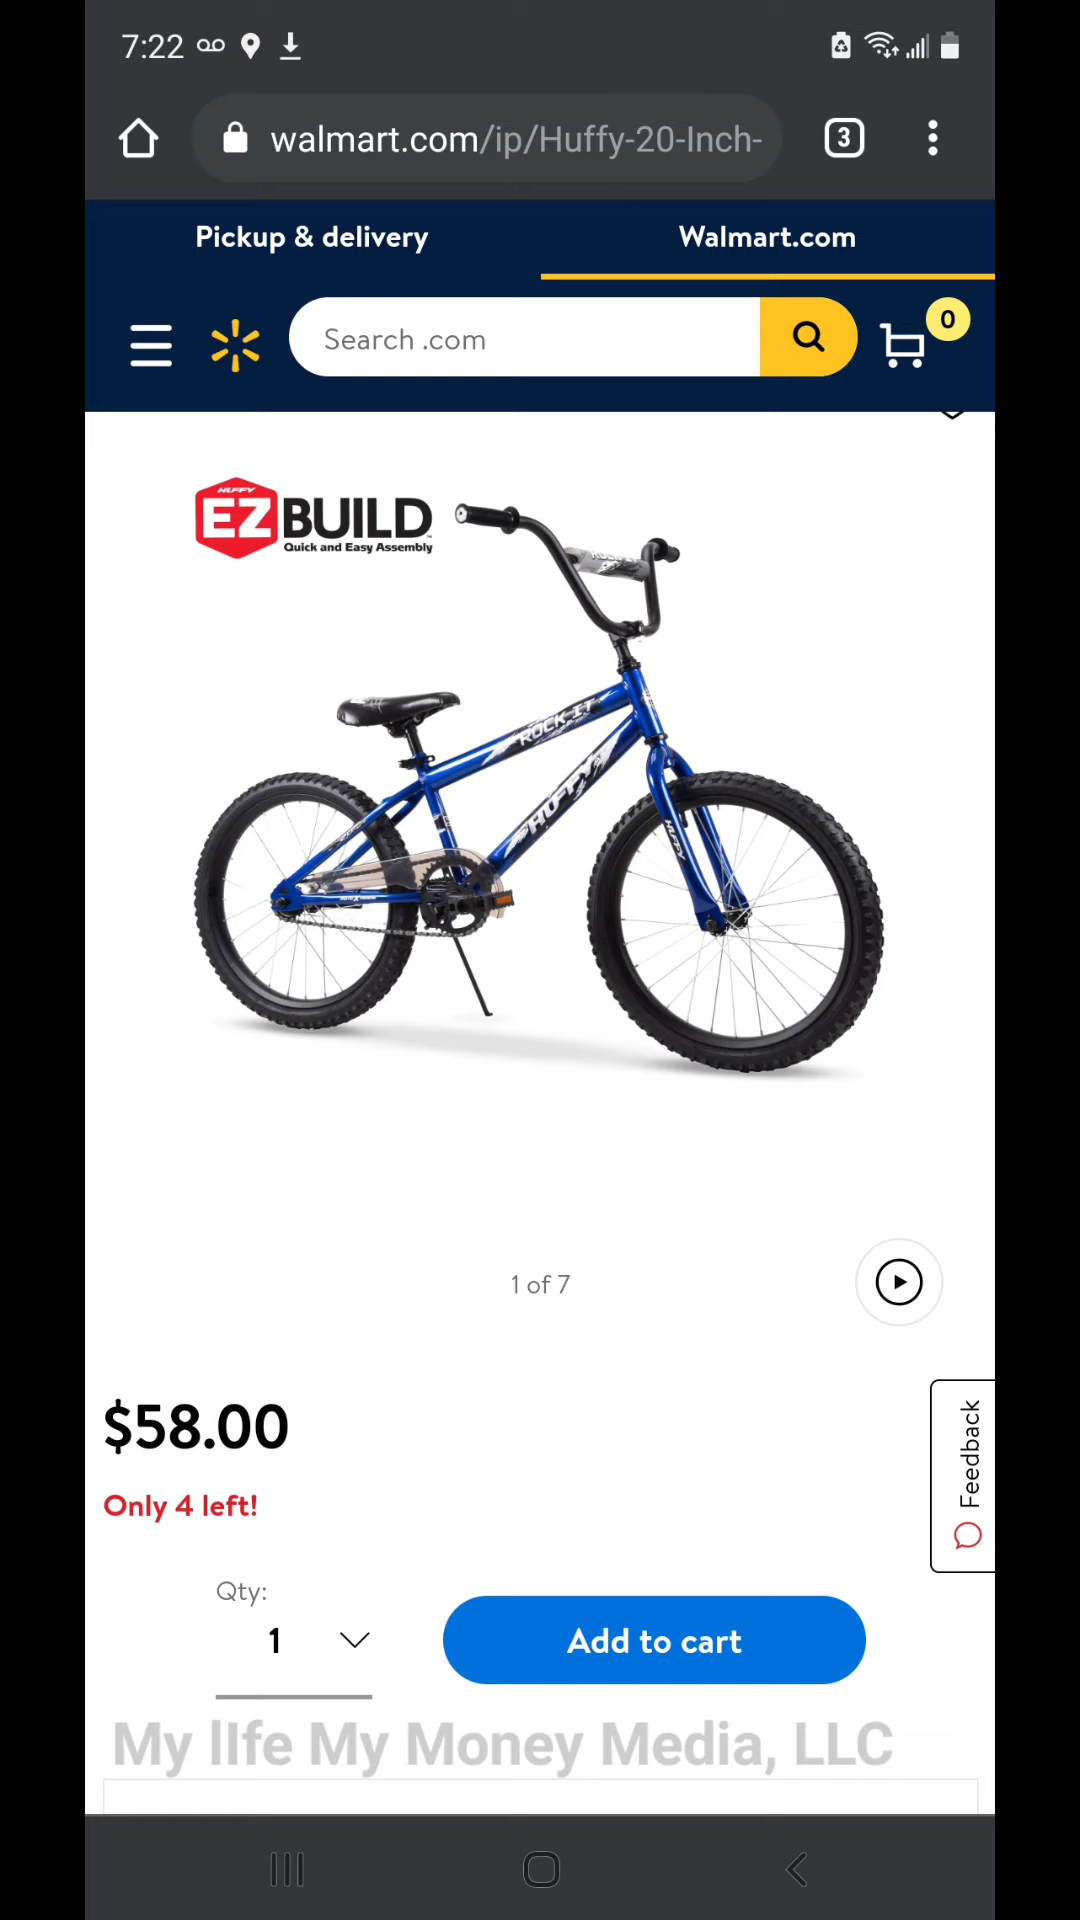 7:22
walmart.com/ip/Huffy-20-Inch-
3
Pickup & delivery
Walmart.com
Search .com
0
HUFFY
EZ BUILD
Quick and Easy Assembly
ROCK-IT
HUFFY
HUFFY
1 of 7
$58.00
Only 4 left!
Feedback
Qty:
1
Add to cart
My lIfe My Money Media, LLC